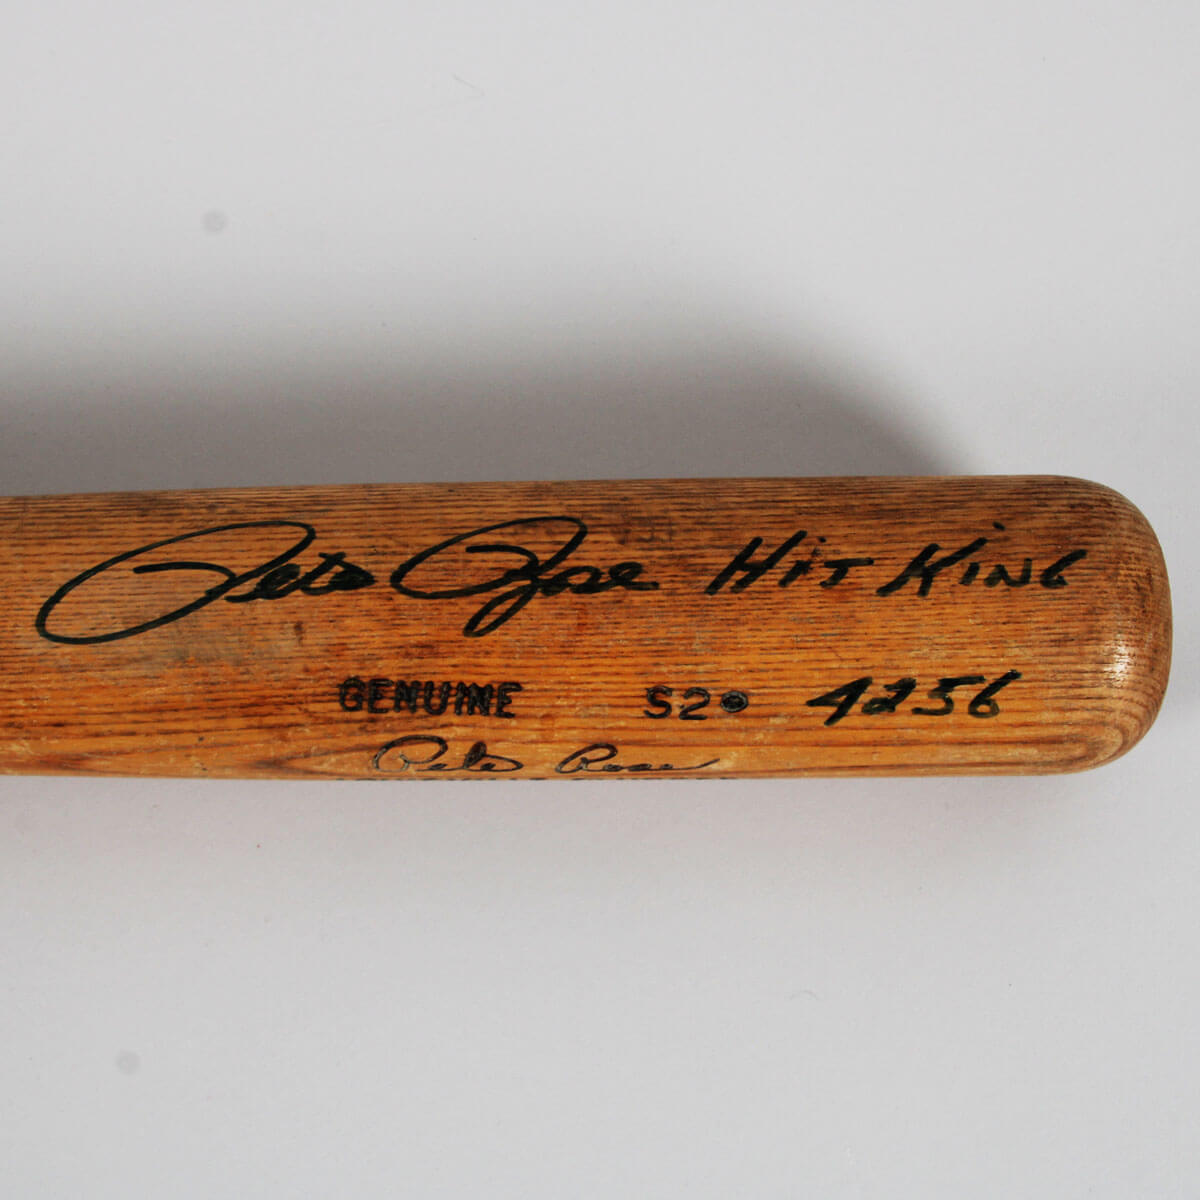 Pete Rose Hit King
GENUINE S2 4256
Pete Rose